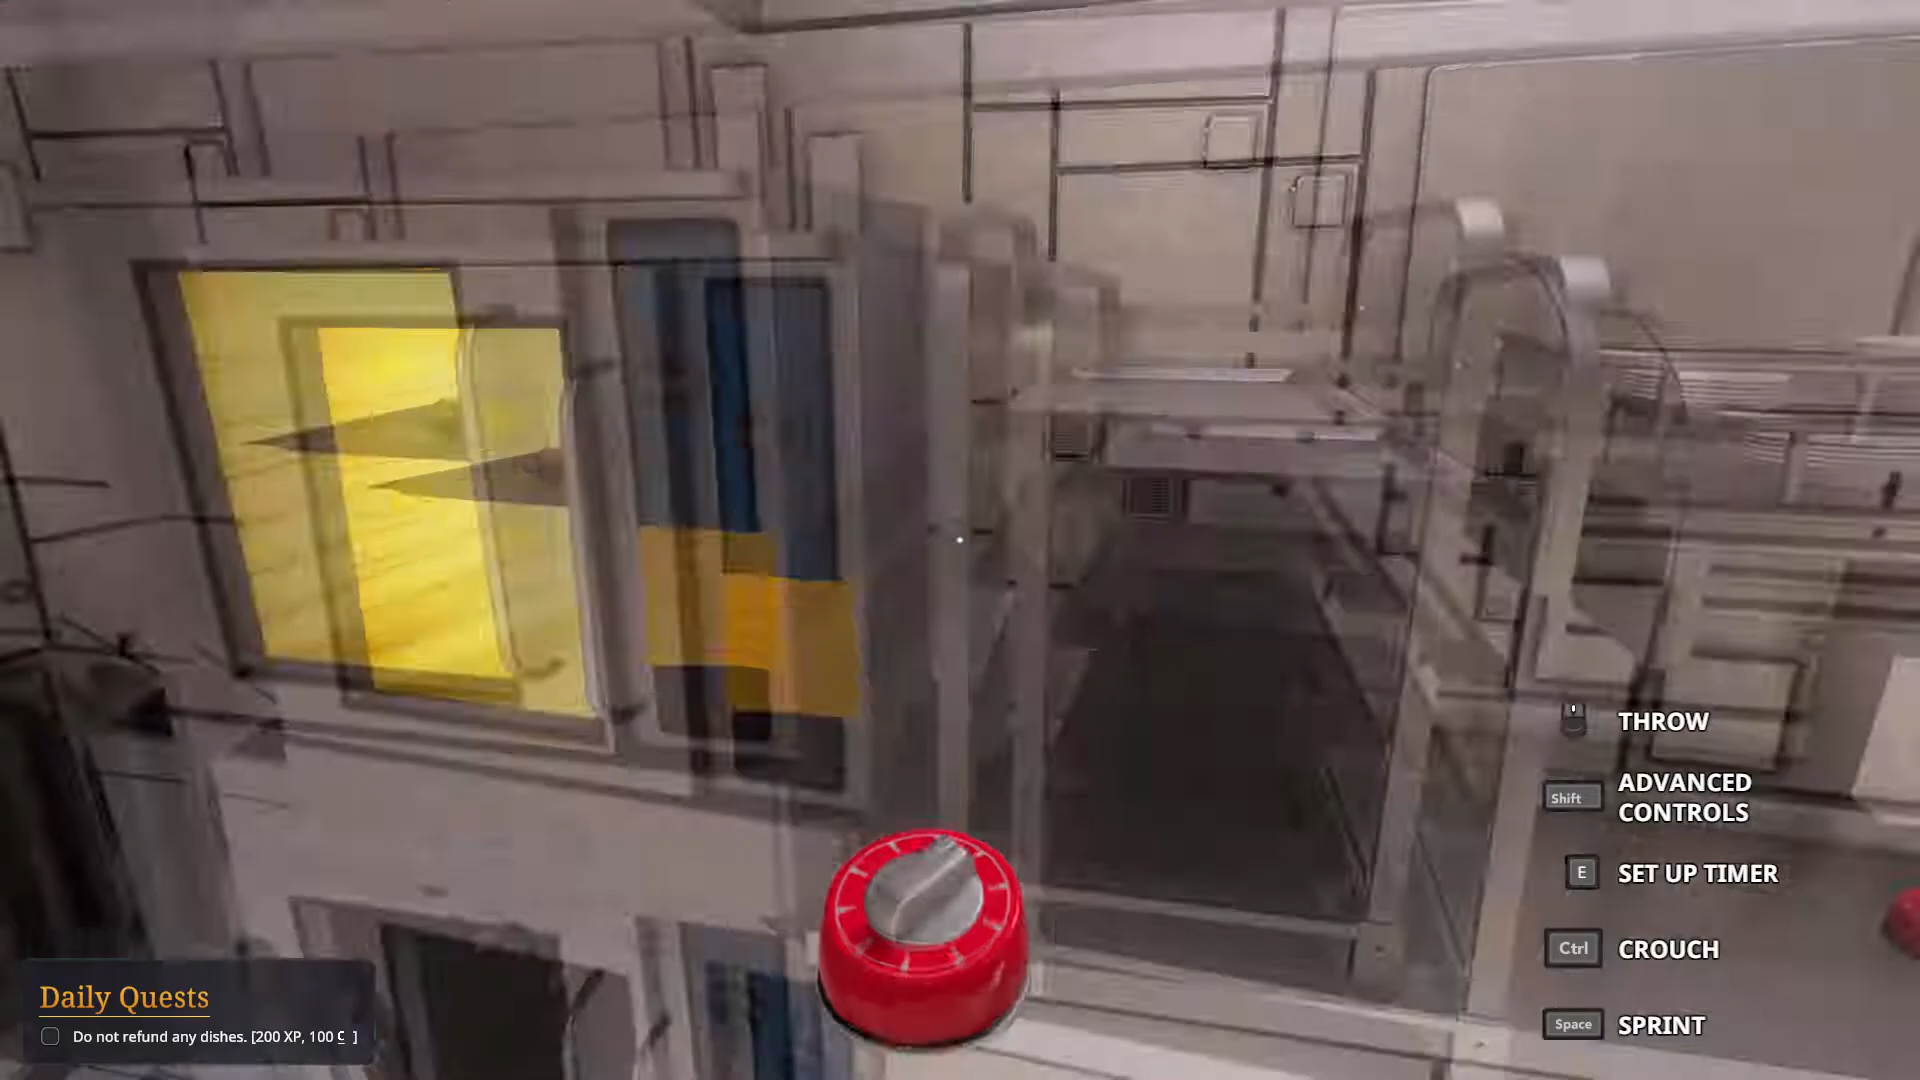 THROW
Shift
ADVANCED
CONTROLS
E
SET UP TIMER
Ctrl
CROUCH
Space
SPRINT
Daily Quests
Do not refund any dishes. [200 XP, 100 C ]